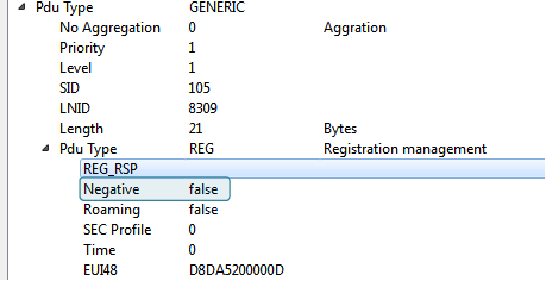 Pdu Type GENERIC
No Aggregation 0 Aggration
Priority 1
Level 1
SID 105
LNID 8309
Length 21 Bytes
Pdu Type REG Registration management
REG_RSP
Negative false
Roaming false
SEC Profile 0
Time 0
EUI48 D8DA5200000D